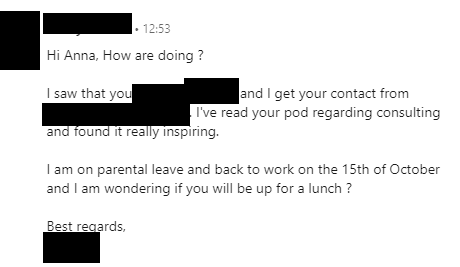 • 12:53
Hi Anna, How are doing ?
I saw that you and I get your contact from
. I've read your pod regarding consulting
and found it really inspiring.
I am on parental leave and back to work on the 15th of October
and I am wondering if you will be up for a lunch ?
Best regards,